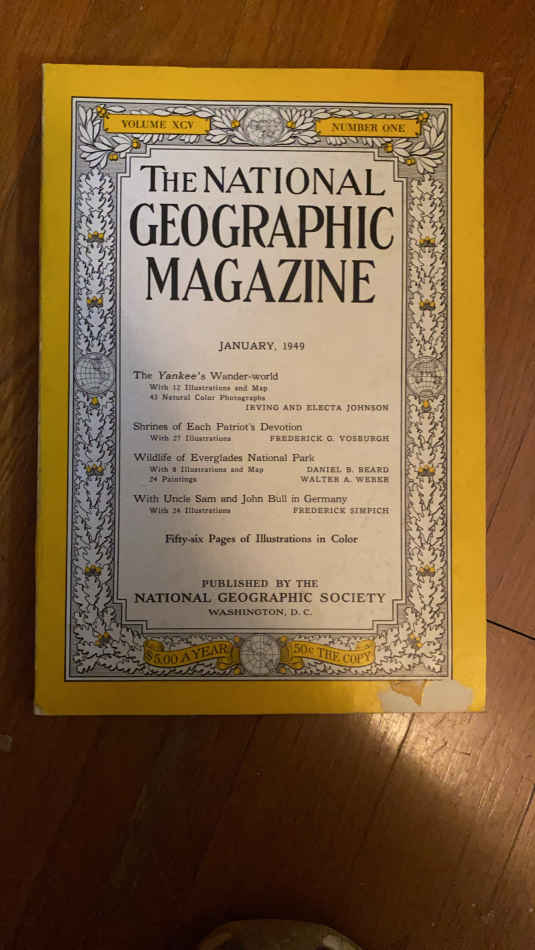 VOLUME XCV
NUMBER ONE
THE NATIONAL
GEOGRAPHIC
MAGAZINE
JANUARY, 1949
The Yankee's Wander-world
With 12 Illustrations and Map
43 Natural Color Photographs
IRVING AND ELECTA JOHNSON
Shrines of Each Patriot's Devotion
With 27 Illustrations FREDERICK G. VOSBURGH
Wildlife of Everglades National Park
With 8 Illustrations and Map DANIEL B. BEARD
24 Paintings WALTER A. WEBER
With Uncle Sam and John Bull in Germany
With 24 Illustrations FREDERICK SIMPICH
Fifty-six Pages of Illustrations in Color
PUBLISHED BY THE
NATIONAL GEOGRAPHIC SOCIETY
WASHINGTON, D. C.
$5.00 A YEAR
50c THE COPY